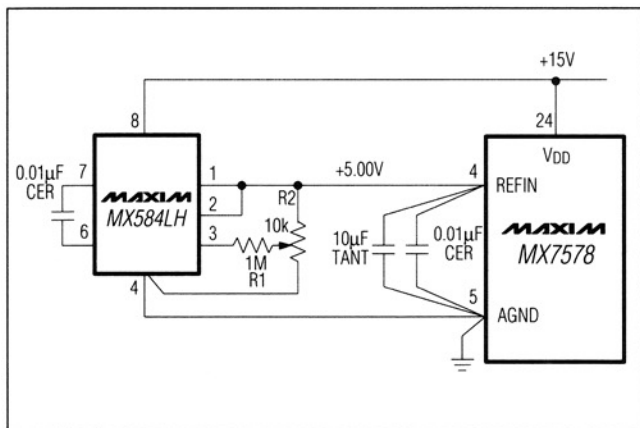 +15V
8
24
0.01µF
CER
7
6
MAXIM
MX584LH
1
2
3
4
R2
10k
1M
R1
+5.00V
10µF
TANT
0.01µF
CER
4
5
VDD
REFIN
MAXIM
MX7578
AGND